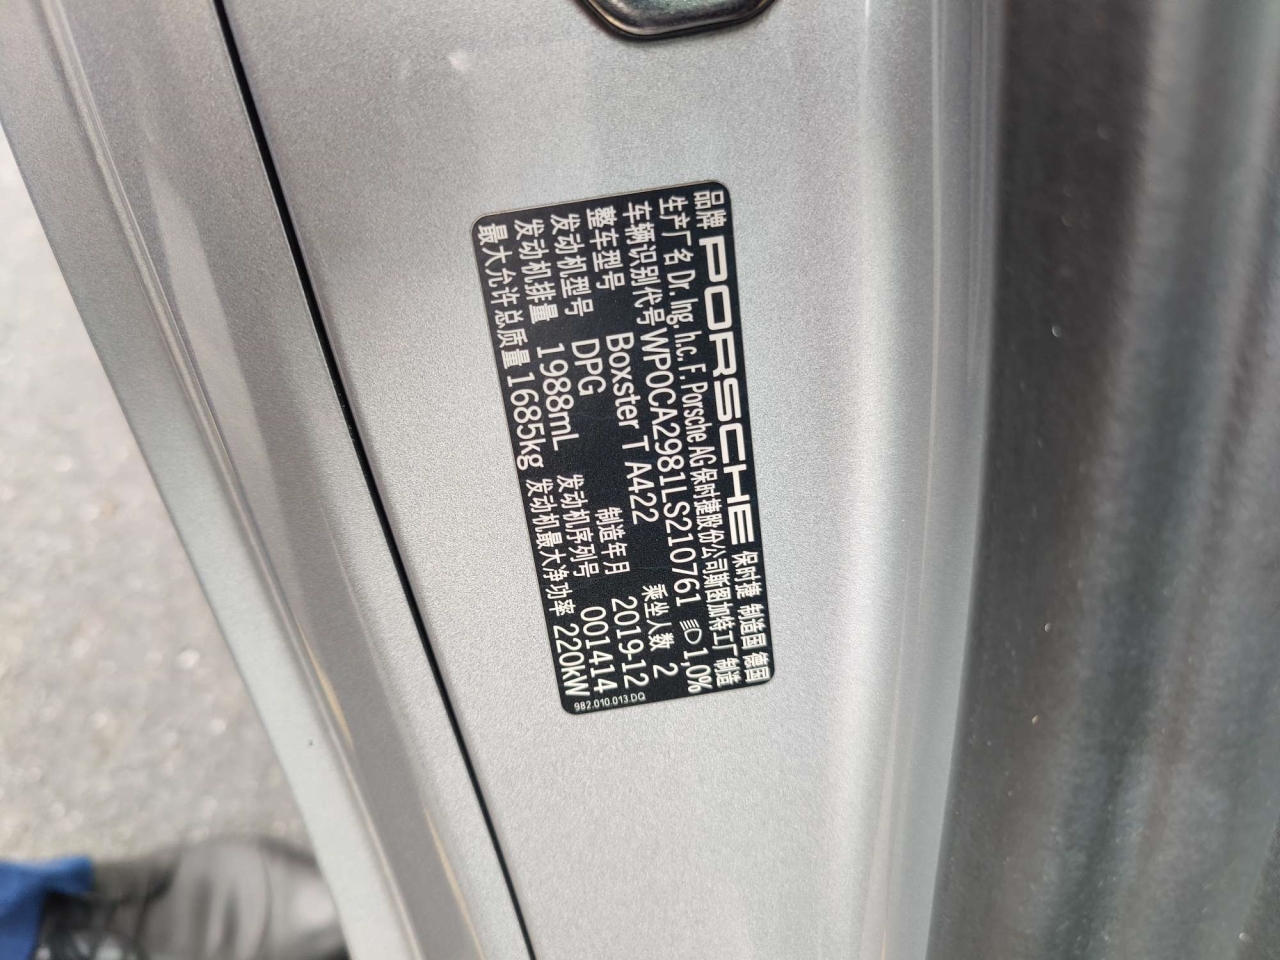 品牌 PORSCHE 保时捷 制造国 德国
生产厂名 Dr. Ing. h.c. F. Porsche AG 保时捷股份公司斯图加特工厂 制造
车辆识别代号 WP0CA2981LS210761 1,0%
整车型号 Boxster T A422 乘坐人数 2
发动机型号 DPG 制造年月 2019-12
发动机排量 1988mL 发动机序列号 001414
最大允许总质量 1685kg 发动机最大净功率 220kW
982.010.013.DQ